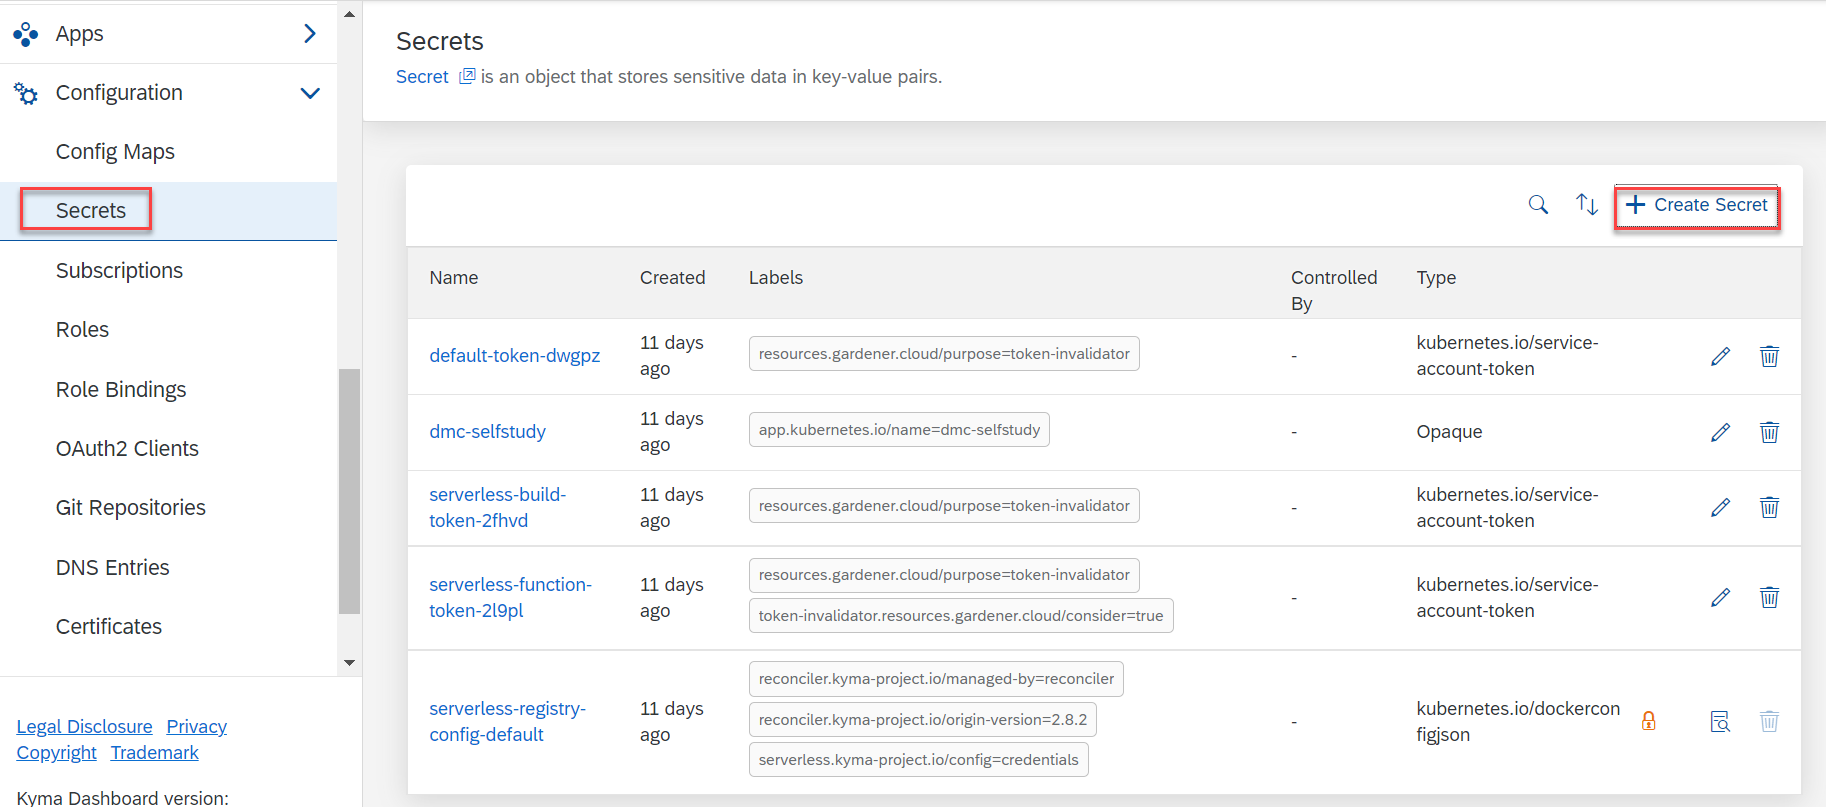 Apps
Configuration
Config Maps
Secrets
Subscriptions
Roles
Role Bindings
OAuth2 Clients
Git Repositories
DNS Entries
Certificates
Legal Disclosure Privacy
Copyright Trademark
Kyma Dashboard version:
Secrets
Secret is an object that stores sensitive data in key-value pairs.
Create Secret
Name Created Labels Controlled
By Type
default-token-dwgpz 11 days
ago resources.gardener.cloud/purpose=token-invalidator - kubernetes.io/service-
account-token
dmc-selfstudy 11 days
ago app.kubernetes.io/name=dmc-selfstudy - Opaque
serverless-build-
token-2fhvd 11 days
ago resources.gardener.cloud/purpose=token-invalidator - kubernetes.io/service-
account-token
serverless-function-
token-2l9pl 11 days
ago resources.gardener.cloud/purpose=token-invalidator
token-invalidator.resources.gardener.cloud/consider=true - kubernetes.io/service-
account-token
serverless-registry-
config-default 11 days
ago reconciler.kyma-project.io/managed-by=reconciler
reconciler.kyma-project.io/origin-version=2.8.2
serverless.kyma-project.io/config=credentials - kubernetes.io/dockercon
figjson